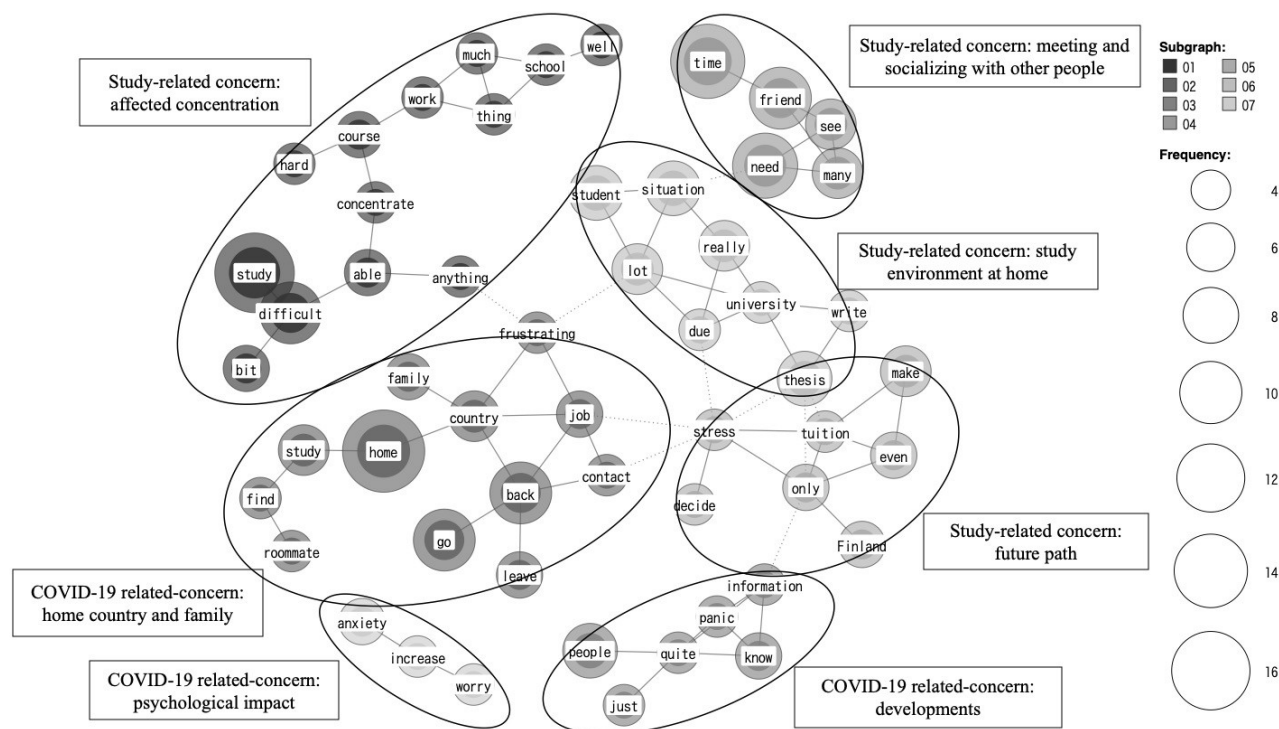 Study-related concern:
affected concentration
well
much
school
work
thing
course
hard
concentrate
study
able
anything
difficult
bit
Study-related concern: meeting and
socializing with other people
time
friend
see
need
many
student
situation
really
lot
university
write
due
thesis
Study-related concern: study
environment at home
frustrating
family
country
job
study
home
contact
find
back
roommate
go
leave
COVID-19 related-concern:
home country and family
make
stress
tuition
even
only
decide
Finland
Study-related concern:
future path
anxiety
increase
worry
COVID-19 related-concern:
psychological impact
information
panic
people
quite
know
just
COVID-19 related-concern:
developments
Subgraph:
01
02
03
04
05
06
07
Frequency:
4
6
8
10
12
14
16